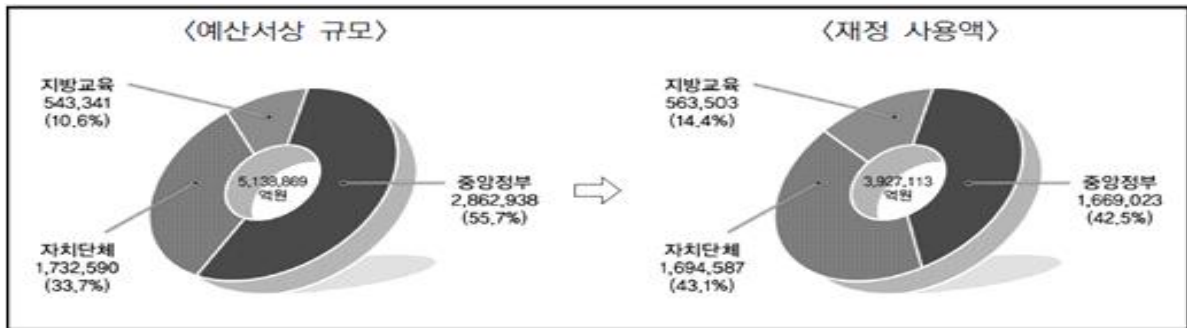 <예산서상 규모>
지방교육
543,341
(10.6%)
5,138,869
억원
중앙정부
2,862,938
(55.7%)
자치단체
1,732,590
(33.7%)
<재정 사용액>
지방교육
563,503
(14.4%)
3,927,113
억원
중앙정부
1,669,023
(42.5%)
자치단체
1,694,587
(43.1%)